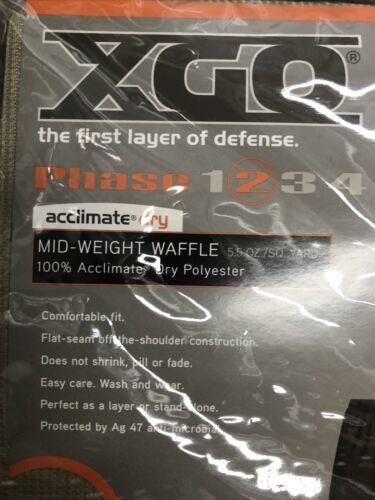 XGO®
the first layer of defense.
Phase 1 2 3 4
acclimate® dry
MID-WEIGHT WAFFLE 5.5 OZ./SQ. YARD
100% Acclimate® Dry Polyester
Comfortable fit.
Flat-seam off-the-shoulder construction.
Does not shrink, pill or fade.
Easy care. Wash and wear.
Perfect as a layer or stand-alone.
Protected by Ag 47 anti-microbial